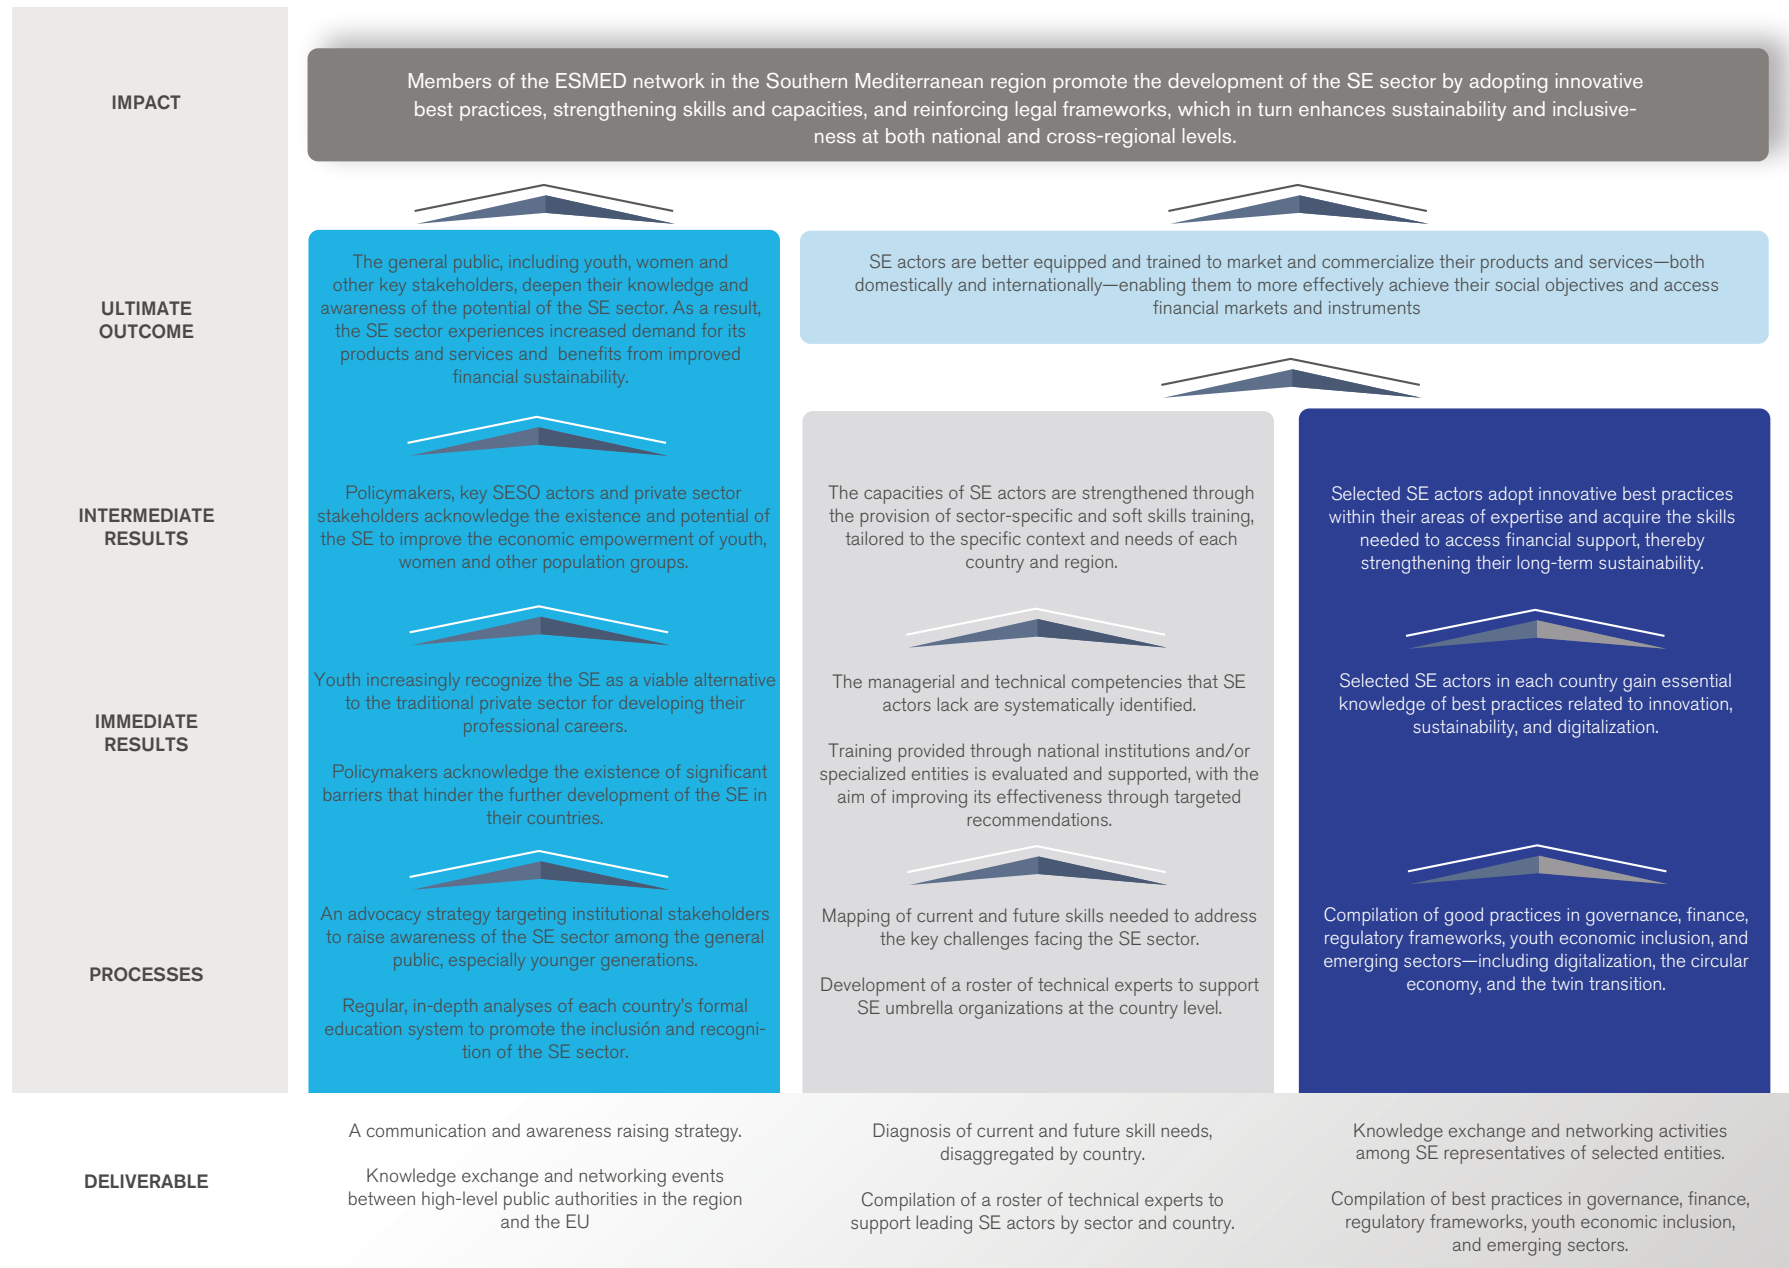 IMPACT
Members of the ESMED network in the Southern Mediterranean region promote the development of the SE sector by adopting innovative
best practices, strengthening skills and capacities, and reinforcing legal frameworks, which in turn enhances sustainability and inclusive-
ness at both national and cross-regional levels.
ULTIMATE
OUTCOME
The general public, including youth, women and
other key stakeholders, deepen their knowledge and
awareness of the potential of the SE sector. As a result,
the SE sector experiences increased demand for its
products and services and benefits from improved
financial sustainability.
SE actors are better equipped and trained to market and commercialize their products and services—both
domestically and internationally—enabling them to more effectively achieve their social objectives and access
financial markets and instruments
INTERMEDIATE
RESULTS
Policymakers, key SESO actors and private sector
stakeholders acknowledge the existence and potential of
the SE to improve the economic empowerment of youth,
women and other population groups.
The capacities of SE actors are strengthened through
the provision of sector-specific and soft skills training,
tailored to the specific context and needs of each
country and region.
Selected SE actors adopt innovative best practices
within their areas of expertise and acquire the skills
needed to access financial support, thereby
strengthening their long-term sustainability.
IMMEDIATE
RESULTS
Youth increasingly recognize the SE as a viable alternative
to the traditional private sector for developing their
professional careers.
Policymakers acknowledge the existence of significant
barriers that hinder the further development of the SE in
their countries.
The managerial and technical competencies that SE
actors lack are systematically identified.
Training provided through national institutions and/or
specialized entities is evaluated and supported, with the
aim of improving its effectiveness through targeted
recommendations.
Selected SE actors in each country gain essential
knowledge of best practices related to innovation,
sustainability, and digitalization.
PROCESSES
An advocacy strategy targeting institutional stakeholders
to raise awareness of the SE sector among the general
public, especially younger generations.
Regular, in-depth analyses of each country's formal
education system to promote the inclusión and recogni-
tion of the SE sector.
Mapping of current and future skills needed to address
the key challenges facing the SE sector.
Development of a roster of technical experts to support
SE umbrella organizations at the country level.
Compilation of good practices in governance, finance,
regulatory frameworks, youth economic inclusion, and
emerging sectors—including digitalization, the circular
economy, and the twin transition.
DELIVERABLE
A communication and awareness raising strategy.
Knowledge exchange and networking events
between high-level public authorities in the region
and the EU
Diagnosis of current and future skill needs,
disaggregated by country.
Compilation of a roster of technical experts to
support leading SE actors by sector and country.
Knowledge exchange and networking activities
among SE representatives of selected entities.
Compilation of best practices in governance, finance,
regulatory frameworks, youth economic inclusion,
and emerging sectors.